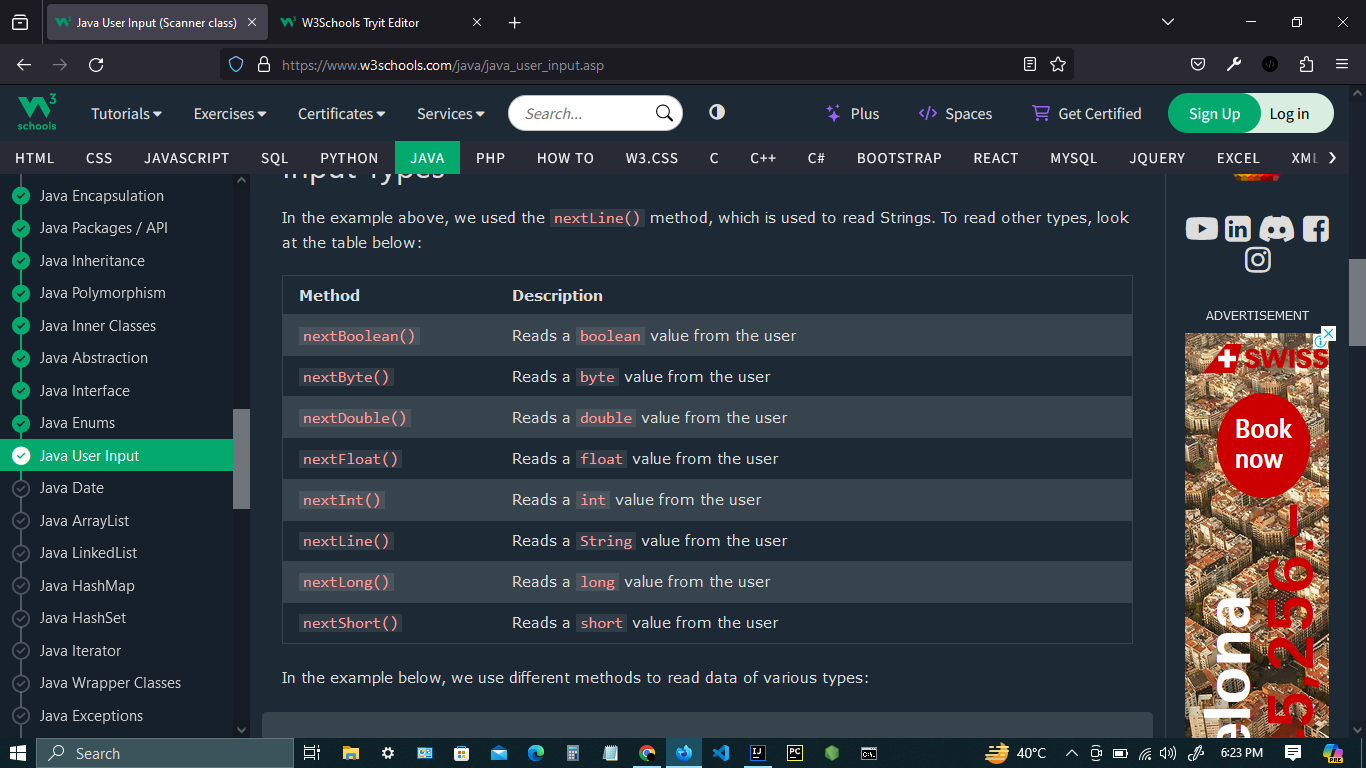 Java User Input (Scanner class)
W3Schools Tryit Editor
https://www.w3schools.com/java/java_user_input.asp
3
schools
Tutorials
Exercises
Certificates
Services
Search...
Plus
Spaces
Get Certified
Sign Up
Log in
HTML CSS JAVASCRIPT SQL PYTHON JAVA PHP HOW TO W3.CSS C C++ C# BOOTSTRAP REACT MYSQL JQUERY EXCEL XML
Java Encapsulation
Java Packages / API
Java Inheritance
Java Polymorphism
Java Inner Classes
Java Abstraction
Java Interface
Java Enums
Java User Input
Java Date
Java ArrayList
Java LinkedList
Java HashMap
Java HashSet
Java Iterator
Java Wrapper Classes
Java Exceptions
Input Types
In the example above, we used the nextLine() method, which is used to read Strings. To read other types, look
at the table below:
Method Description
nextBoolean() Reads a boolean value from the user
nextByte() Reads a byte value from the user
nextDouble() Reads a double value from the user
nextFloat() Reads a float value from the user
nextInt() Reads a int value from the user
nextLine() Reads a String value from the user
nextLong() Reads a long value from the user
nextShort() Reads a short value from the user
In the example below, we use different methods to read data of various types:
ADVERTISEMENT
SWISS
Book
now
elona
5,256.–
Search
40°C
6:23 PM
PRE